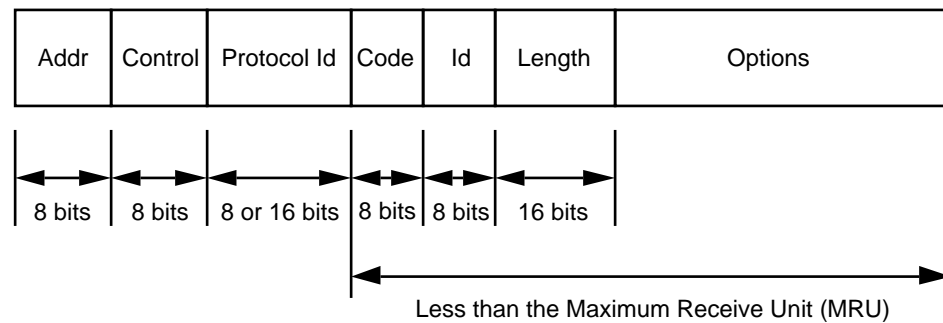 Addr Control Protocol Id Code Id Length Options
8 bits 8 bits 8 or 16 bits 8 bits 8 bits 16 bits
Less than the Maximum Receive Unit (MRU)